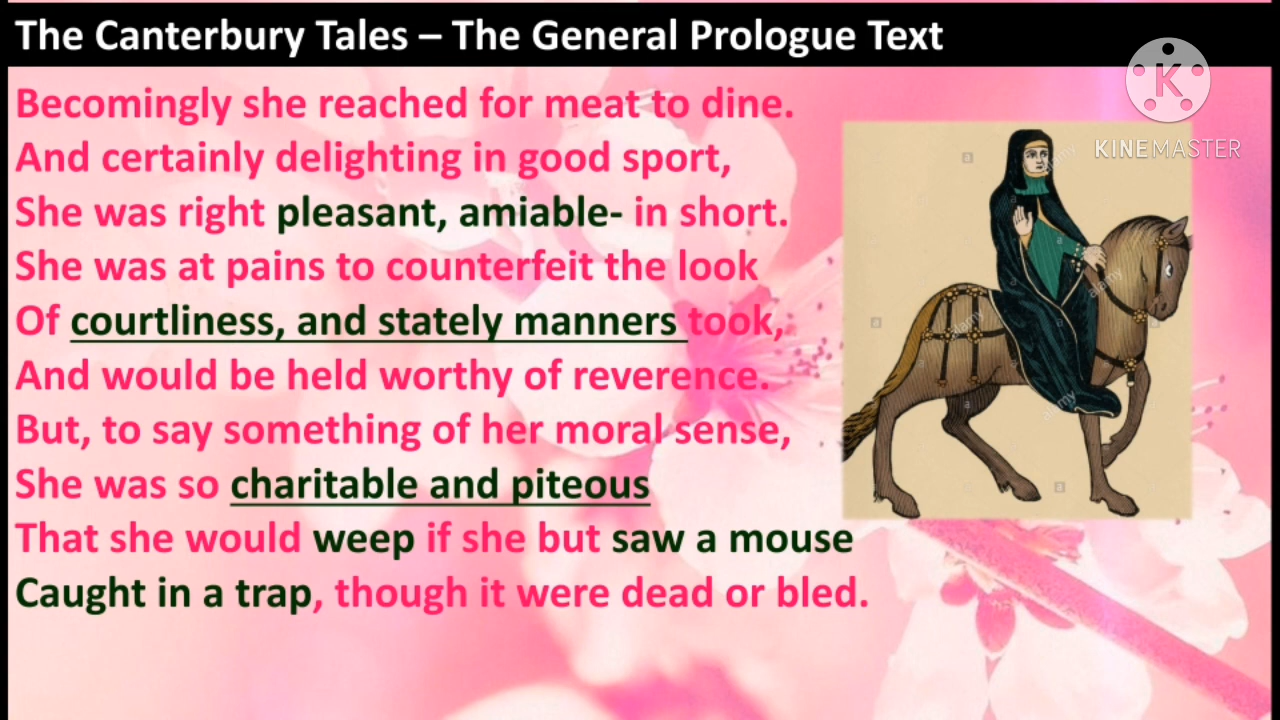 The Canterbury Tales – The General Prologue Text
K
KINEMASTER
Becomingly she reached for meat to dine.
And certainly delighting in good sport,
She was right pleasant, amiable- in short.
She was at pains to counterfeit the look
Of courtliness, and stately manners took,
And would be held worthy of reverence.
But, to say something of her moral sense,
She was so charitable and piteous
That she would weep if she but saw a mouse
Caught in a trap, though it were dead or bled.
a
alamy
a
alamy
a
alamy
a
a
alamy
a
a